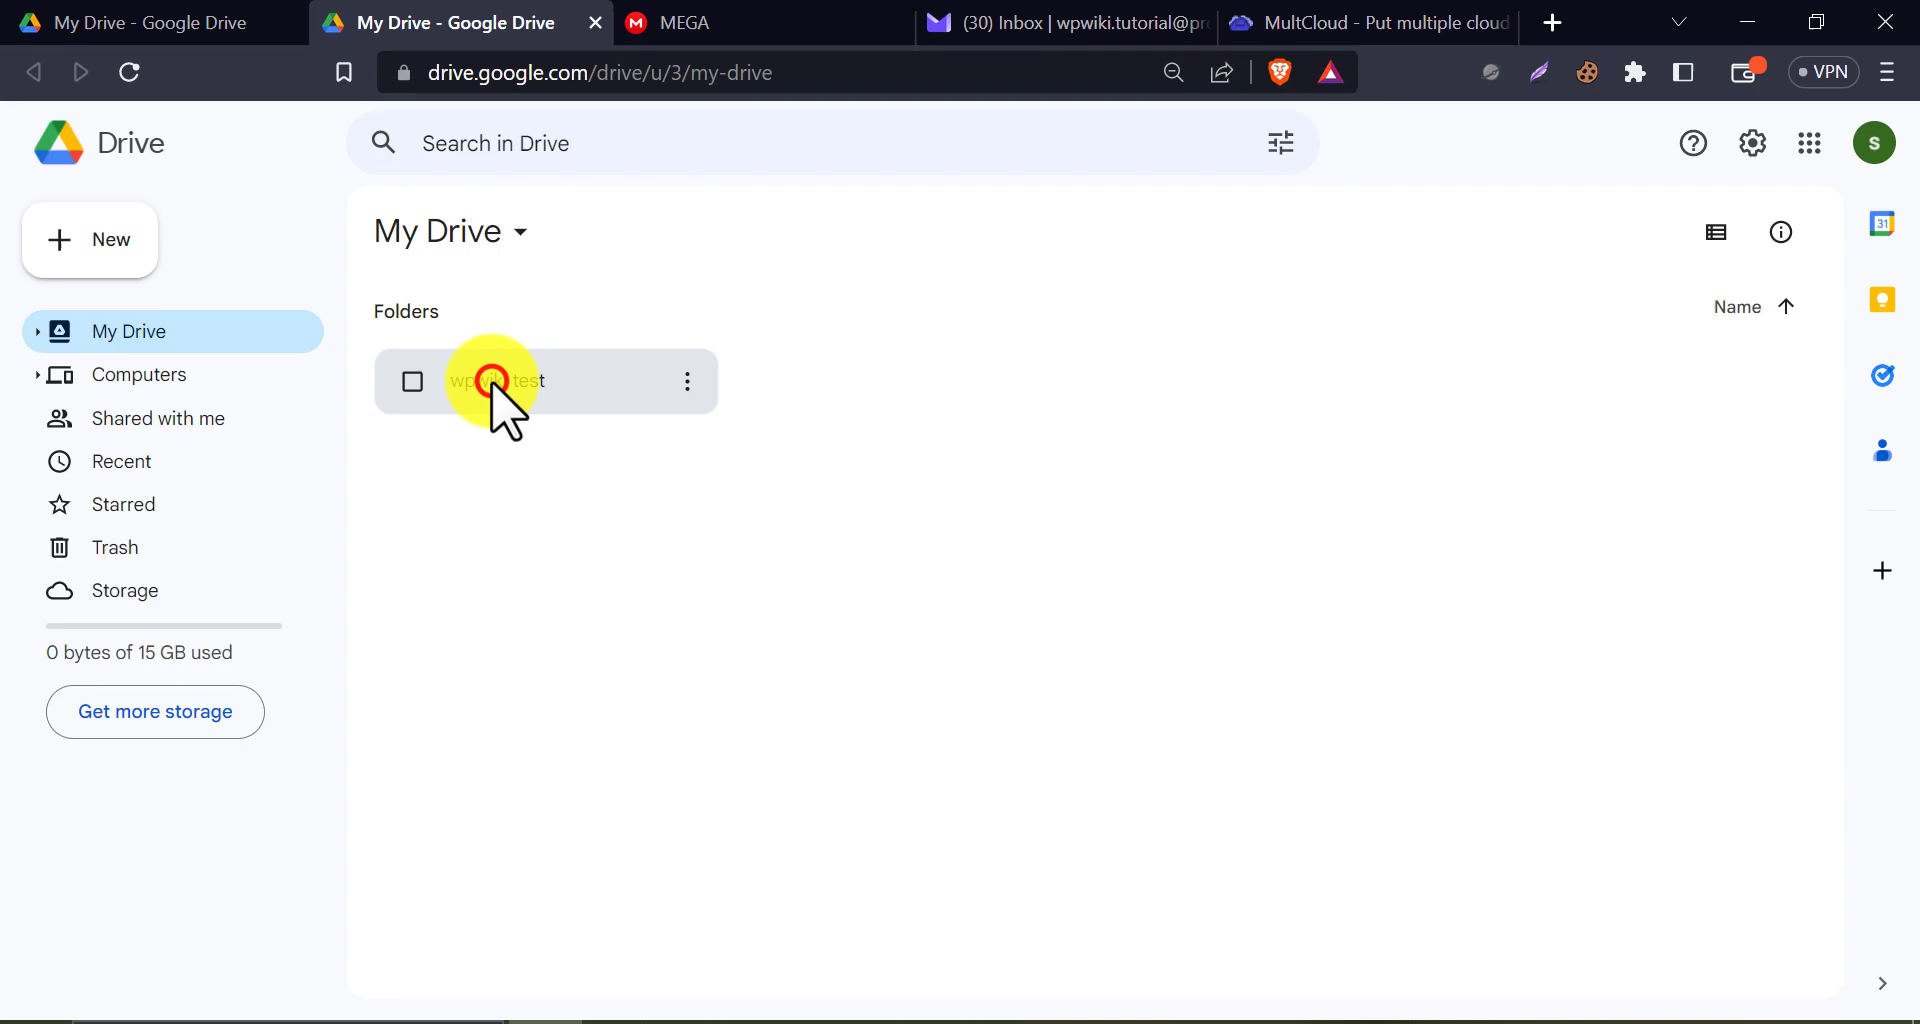 My Drive - Google Drive
My Drive - Google Drive
MEGA
(30) Inbox | wpwiki.tutorial@pr
MultCloud - Put multiple cloud
drive.google.com/drive/u/3/my-drive
VPN
Drive
Search in Drive
s
New
My Drive
31
Folders
Name
My Drive
wpwiki test
Computers
Shared with me
Recent
Starred
Trash
Storage
0 bytes of 15 GB used
Get more storage